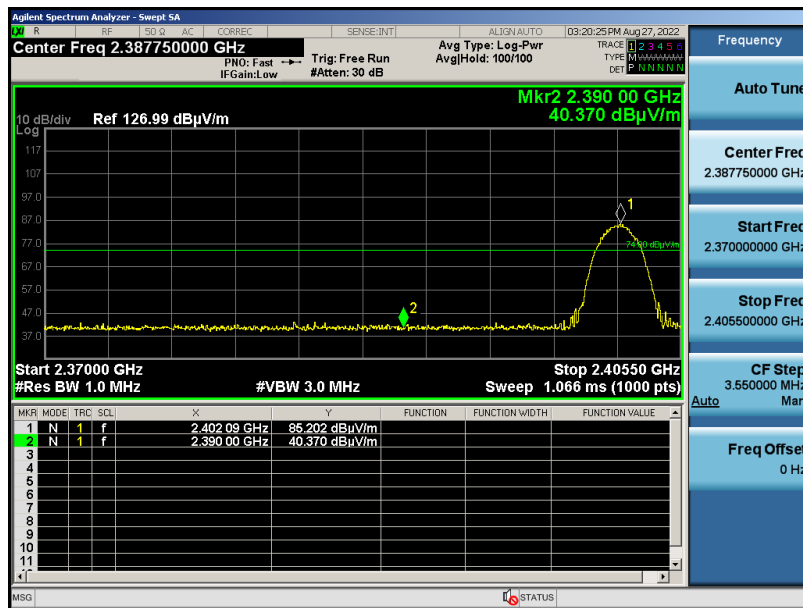 Agilent Spectrum Analyzer - Swept SA
R RF 50 Ω AC CORREC SENSE:INT ALIGN AUTO 03:20:25 PM Aug 27, 2022
Center Freq 2.387750000 GHz
PNO: Fast
IFGain:Low
Trig: Free Run
#Atten: 30 dB
Avg Type: Log-Pwr
Avg|Hold: 100/100
TRACE 1 2 3 4 5 6
TYPE M W W W W W
DET P N N N N N
Mkr2 2.390 00 GHz
40.370 dBµV/m
10 dB/div Ref 126.99 dBµV/m
Log
117
107
97.0
87.0
77.0
67.0
57.0
47.0
37.0
1
74.00 dBµV/m
2
Start 2.37000 GHz Stop 2.40550 GHz
#Res BW 1.0 MHz #VBW 3.0 MHz Sweep 1.066 ms (1000 pts)
MKR MODE TRC SCL X Y FUNCTION FUNCTION WIDTH FUNCTION VALUE
1 N 1 f 2.402 09 GHz 85.202 dBµV/m
2 N 1 f 2.390 00 GHz 40.370 dBµV/m
3
4
5
6
7
8
9
10
11
MSG STATUS
Frequency
Auto Tune
Center Freq
2.387750000 GHz
Start Freq
2.370000000 GHz
Stop Freq
2.405500000 GHz
CF Step
3.550000 MHz
Auto Man
Freq Offset
0 Hz